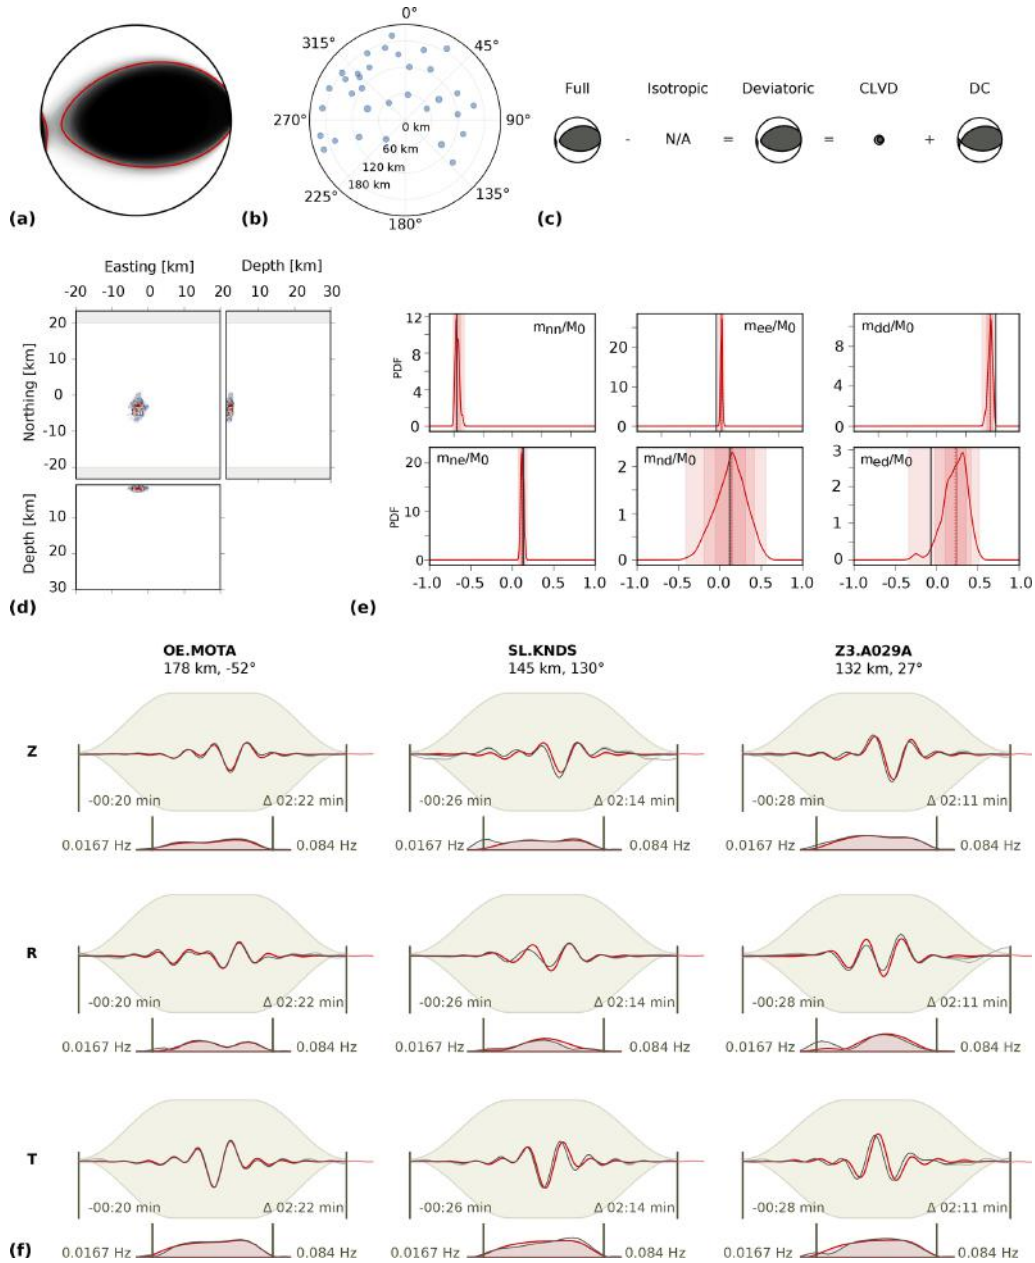 (a)
0°
45°
90°
135°
180°
225°
270°
315°
0 km
60 km
120 km
180 km
(b)
Full
Isotropic
Deviatoric
CLVD
DC
- N/A = = +
(c)
Easting [km]
Depth [km]
-20 -10 0 10 20 10 20 30
Northing [km]
20
10
0
-10
-20
Depth [km]
10
20
30
(d)
PDF
12
8
4
0
mnn/M0
20
10
0
mee/M0
8
4
0
mdd/M0
PDF
20
10
0
mne/M0
-1.0 0.0 1.0
2
1
0
mnd/M0
-1.0 -0.5 0.0 0.5 1.0
3
2
1
0
med/M0
-1.0 -0.5 0.0 0.5 1.0
(e)
OE.MOTA
178 km, -52°
SL.KNDS
145 km, 130°
Z3.A029A
132 km, 27°
Z
-00:20 min Δ 02:22 min
0.0167 Hz 0.084 Hz
-00:26 min Δ 02:14 min
0.0167 Hz 0.084 Hz
-00:28 min Δ 02:11 min
0.0167 Hz 0.084 Hz
R
-00:20 min Δ 02:22 min
0.0167 Hz 0.084 Hz
-00:26 min Δ 02:14 min
0.0167 Hz 0.084 Hz
-00:28 min Δ 02:11 min
0.0167 Hz 0.084 Hz
T
-00:20 min Δ 02:22 min
0.0167 Hz 0.084 Hz
-00:26 min Δ 02:14 min
0.0167 Hz 0.084 Hz
-00:28 min Δ 02:11 min
0.0167 Hz 0.084 Hz
(f)